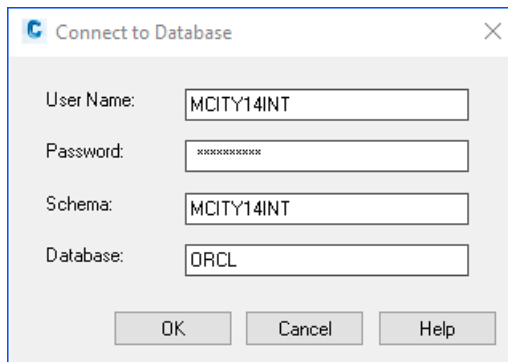 Connect to Database
User Name: MCITY14INT
Password: **********
Schema: MCITY14INT
Database: ORCL
OK Cancel Help